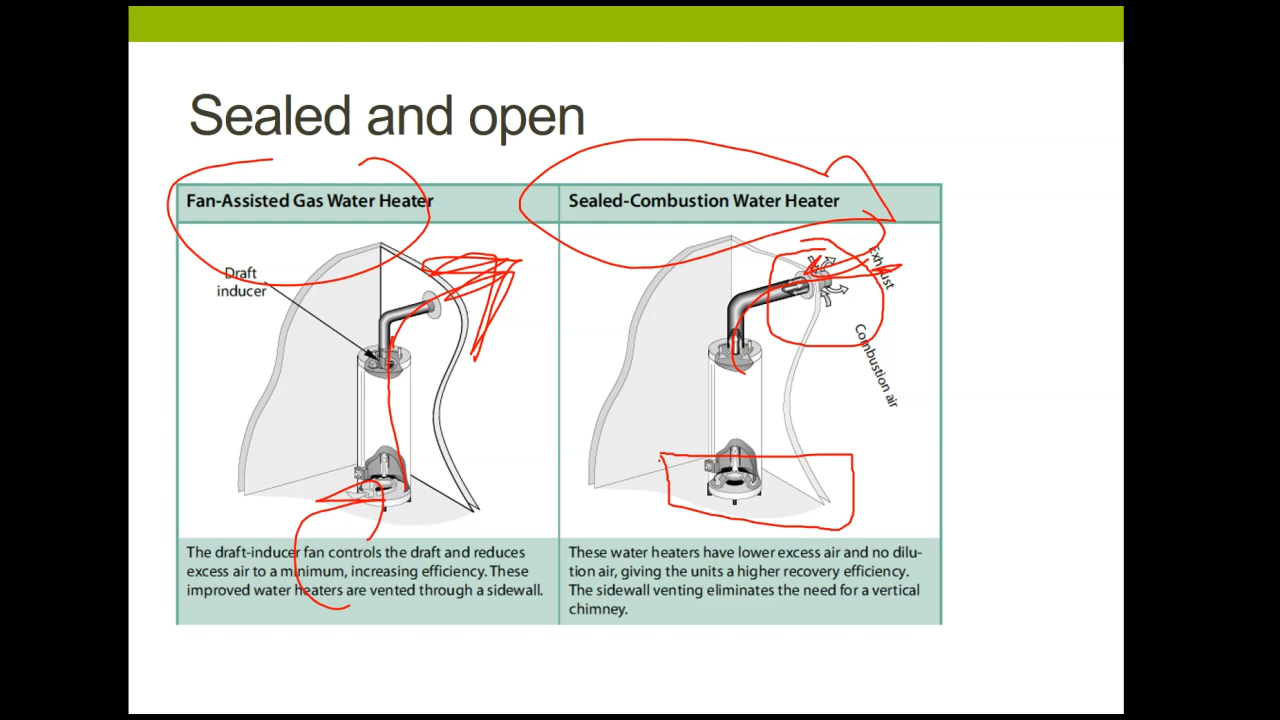 Sealed and open
Fan-Assisted Gas Water Heater
Draft
inducer
The draft-inducer fan controls the draft and reduces
excess air to a minimum, increasing efficiency. These
improved water heaters are vented through a sidewall.
Sealed-Combustion Water Heater
Exhaust
Combustion air
These water heaters have lower excess air and no dilu-
tion air, giving the units a higher recovery efficiency.
The sidewall venting eliminates the need for a vertical
chimney.